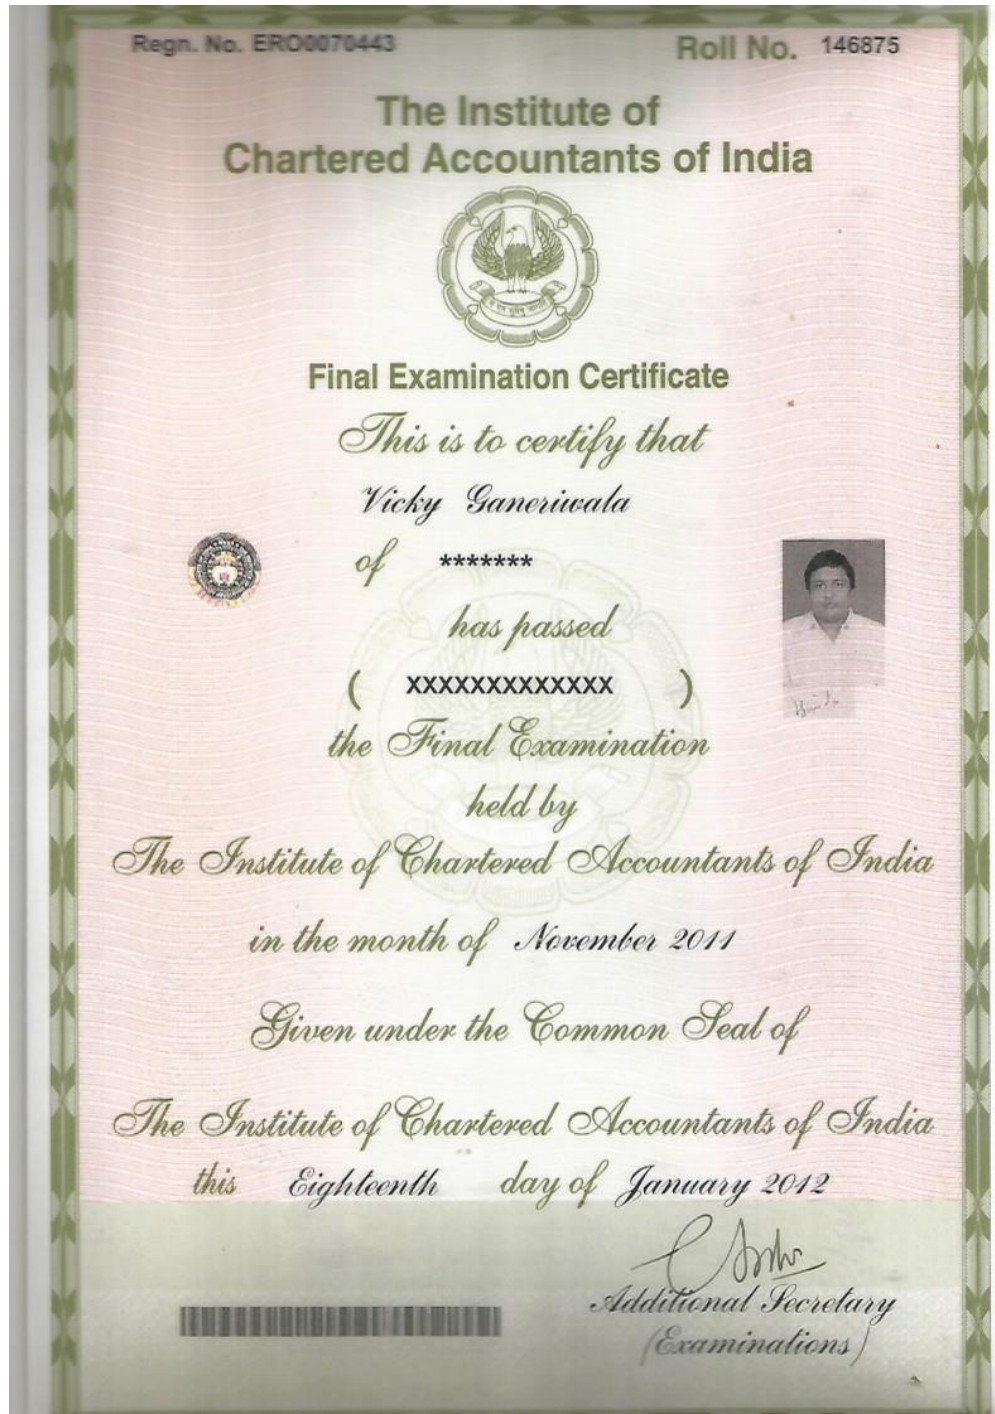 Regn. No. ERO0070443
Roll No. 146875
The Institute of
Chartered Accountants of India
Final Examination Certificate
This is to certify that
Vicky Ganeriwala
of *******
has passed
( XXXXXXXXXXXXX )
the Final Examination
held by
The Institute of Chartered Accountants of India
in the month of November 2011
Given under the Common Seal of
The Institute of Chartered Accountants of India
this Eighteenth day of January 2012
Additional Secretary
(Examinations)